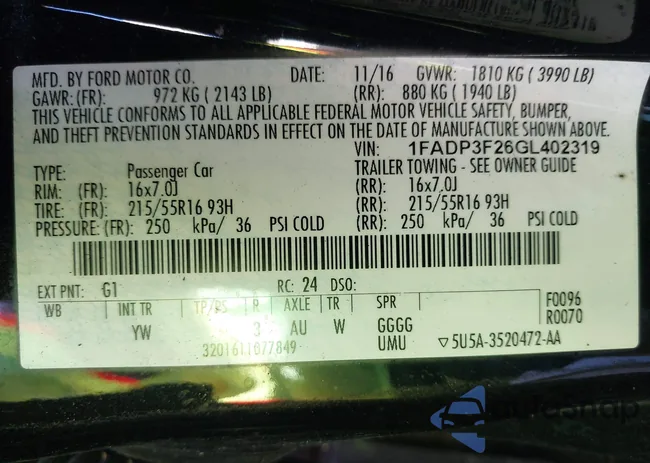 MFD. BY FORD MOTOR CO. DATE: 11/16 GVWR: 1810 KG ( 3990 LB)
GAWR: (FR): 972 KG ( 2143 LB) (RR): 880 KG ( 1940 LB)
THIS VEHICLE CONFORMS TO ALL APPLICABLE FEDERAL MOTOR VEHICLE SAFETY, BUMPER,
AND THEFT PREVENTION STANDARDS IN EFFECT ON THE DATE OF MANUFACTURE SHOWN ABOVE.
VIN: 1FADP3F26GL402319
TYPE: Passenger Car TRAILER TOWING - SEE OWNER GUIDE
RIM: (FR): 16x7.0J (RR): 16x7.0J
TIRE: (FR): 215/55R16 93H (RR): 215/55R16 93H
PRESSURE: (FR): 250 kPa/ 36 PSI COLD (RR): 250 kPa/ 36 PSI COLD
EXT PNT: G1 RC: 24 DSO:
WB INT TR TP/PS R AXLE TR SPR F0096
R0070
YW 3 AU W GGGG
3201611077849 UMU ▽5U5A-3520472-AA
AutoSnap